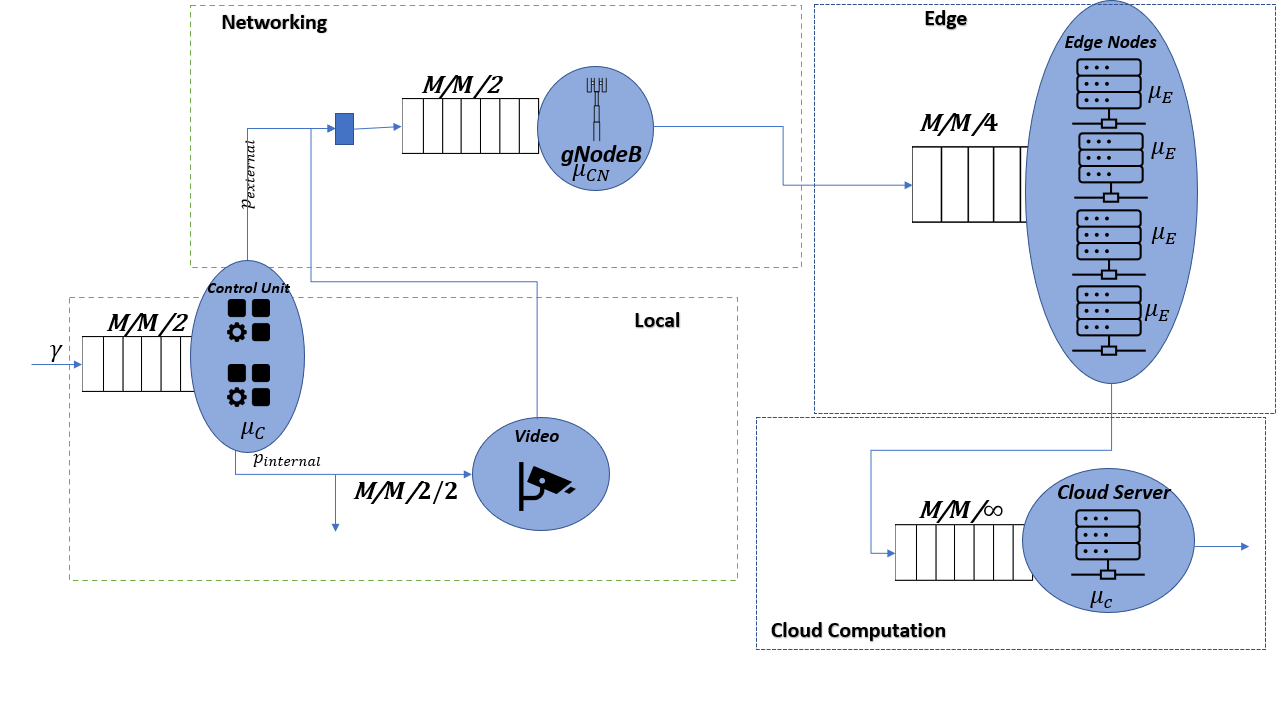 Networking
M/M/2
gNodeB
μ_CN
p_external
Edge
Edge Nodes
M/M/4
μ_E
μ_E
μ_E
μ_E
Local
Control Unit
M/M/2
γ
μ_C
p_internal
M/M/2/2
Video
Cloud Server
M/M/∞
μ_c
Cloud Computation